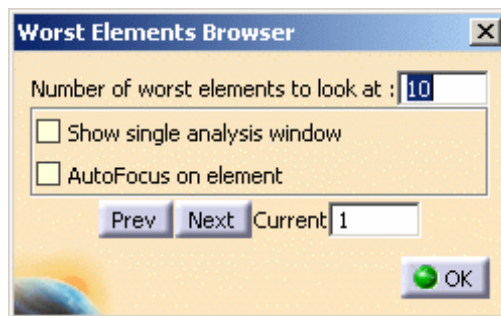 Worst Elements Browser
Number of worst elements to look at : 10
Show single analysis window
AutoFocus on element
Prev Next Current 1
OK